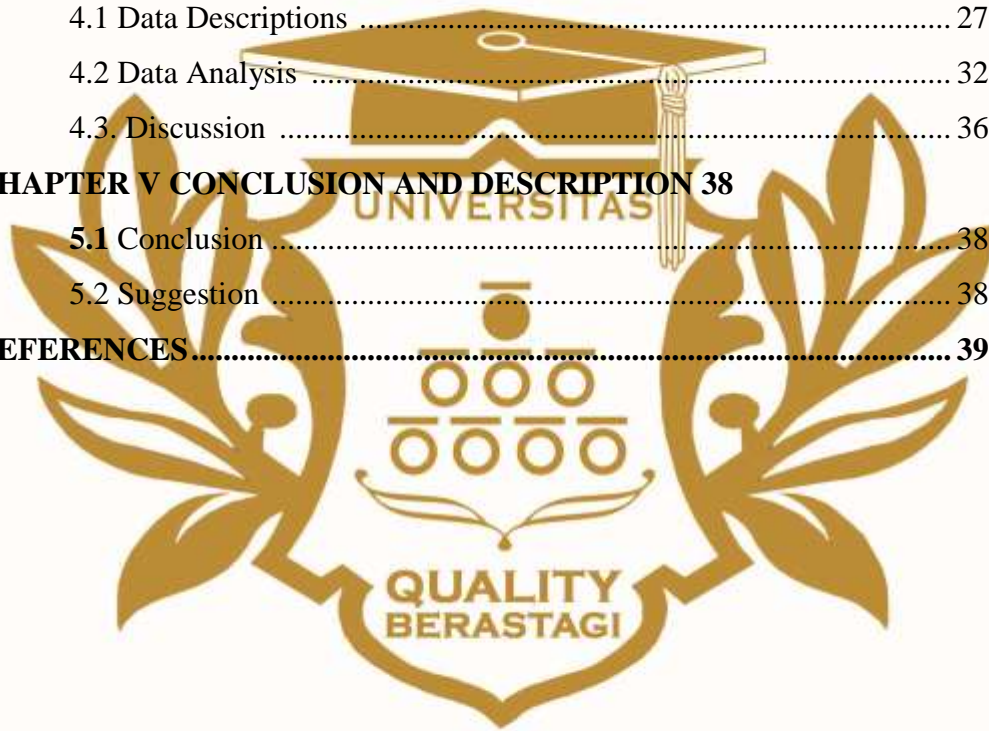 4.1 Data Descriptions ........................................................................... 27
4.2 Data Analysis ................................................................................. 32
4.3. Discussion ..................................................................................... 36
HAPTER V CONCLUSION AND DESCRIPTION 38
UNIVERSITAS
5.1 Conclusion ...................................................................................... 38
5.2 Suggestion ...................................................................................... 38
EFERENCES.......................................................................................... 39
QUALITY
BERASTAGI